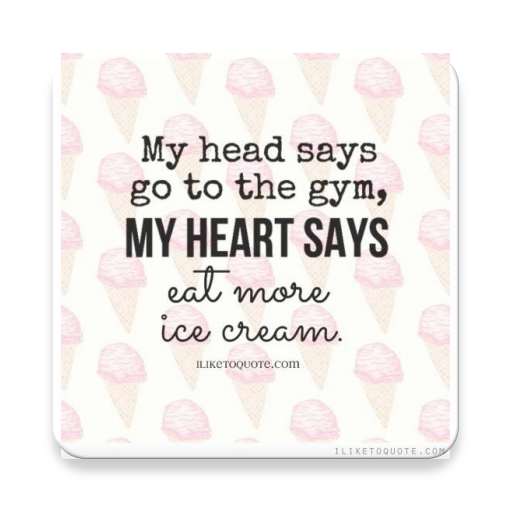 My head says
go to the gym,
MY HEART SAYS
eat more
ice cream.
ILIKETOQUOTE.COM
ILIKETOQUOTE.COM